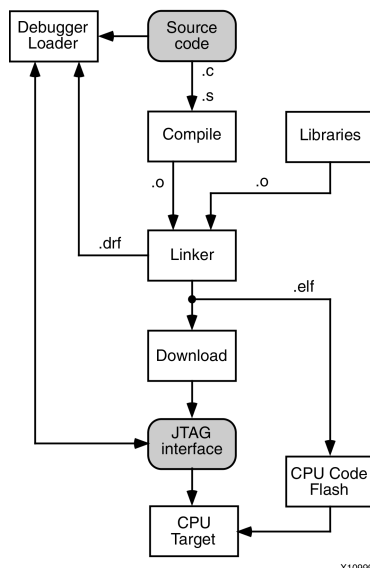 Debugger
Loader
Source
code
.c
.s
Compile
Libraries
.o
.o
.drf
Linker
.elf
Download
JTAG
interface
CPU Code
Flash
CPU
Target